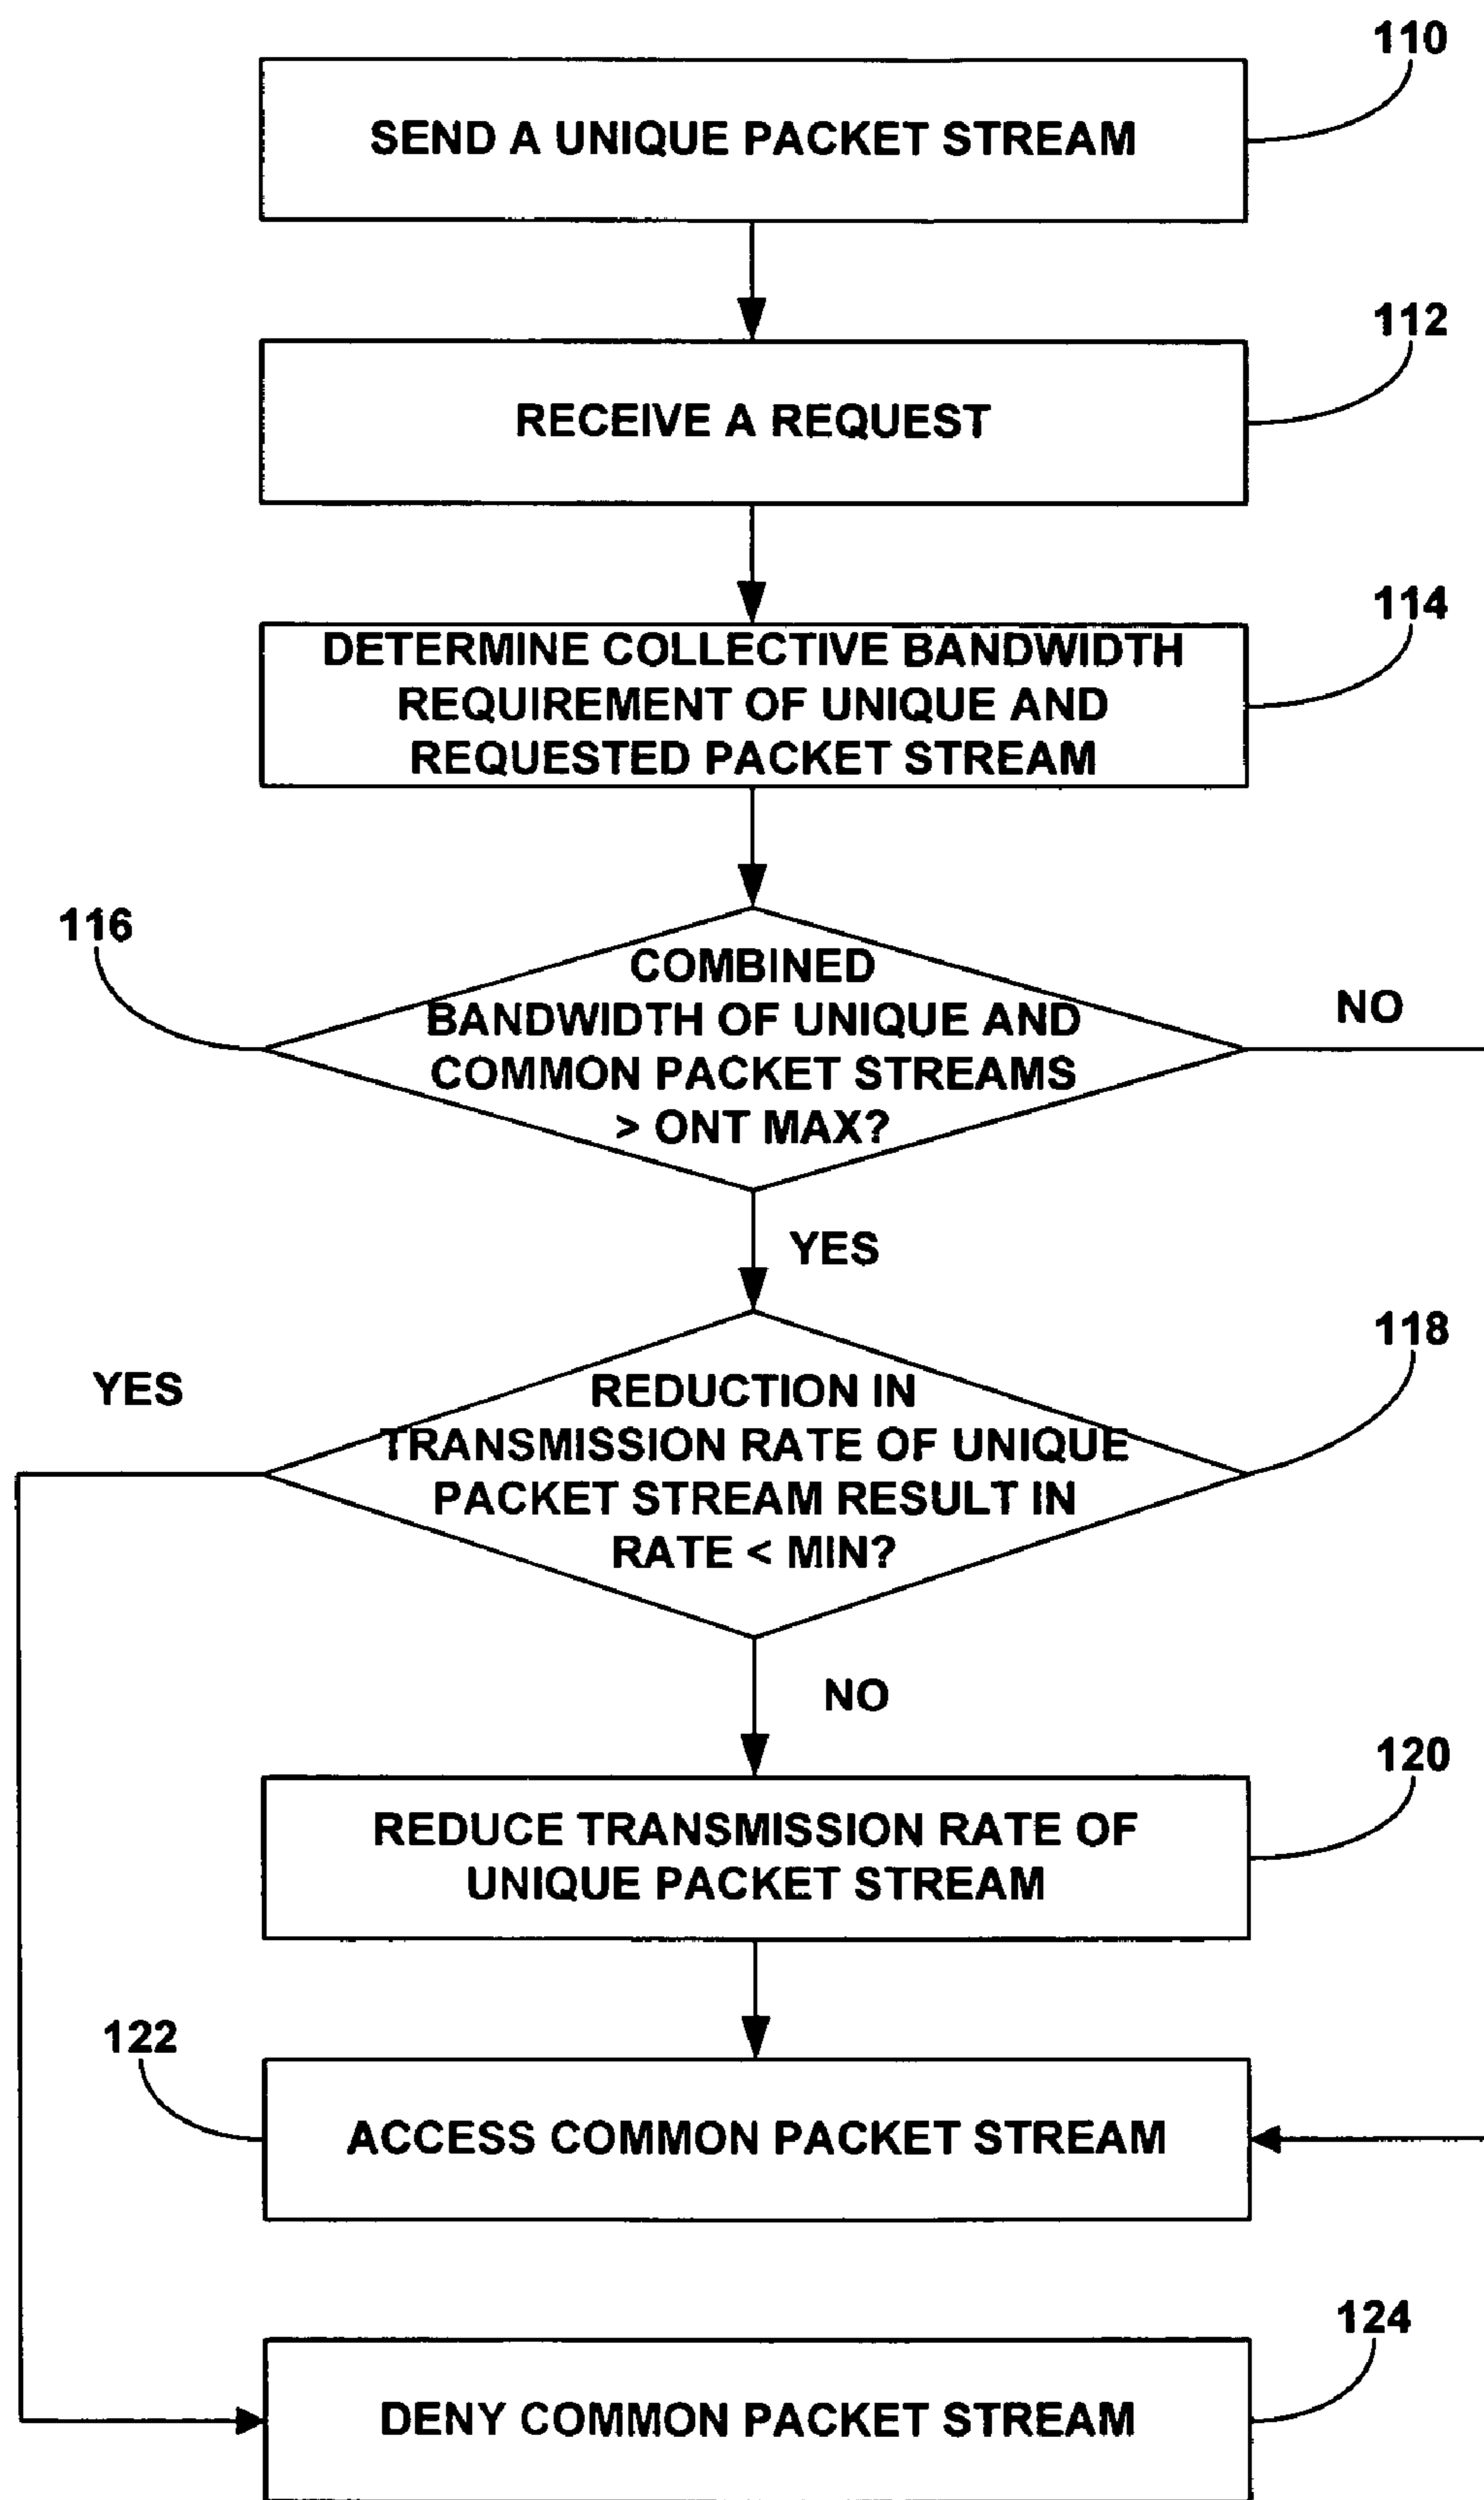 110
SEND A UNIQUE PACKET STREAM
112
RECEIVE A REQUEST
114
DETERMINE COLLECTIVE BANDWIDTH
REQUIREMENT OF UNIQUE AND
REQUESTED PACKET STREAM
116
COMBINED
BANDWIDTH OF UNIQUE AND
COMMON PACKET STREAMS
> ONT MAX?
NO
YES
118
YES
REDUCTION IN
TRANSMISSION RATE OF UNIQUE
PACKET STREAM RESULT IN
RATE < MIN?
NO
120
REDUCE TRANSMISSION RATE OF
UNIQUE PACKET STREAM
122
ACCESS COMMON PACKET STREAM
124
DENY COMMON PACKET STREAM